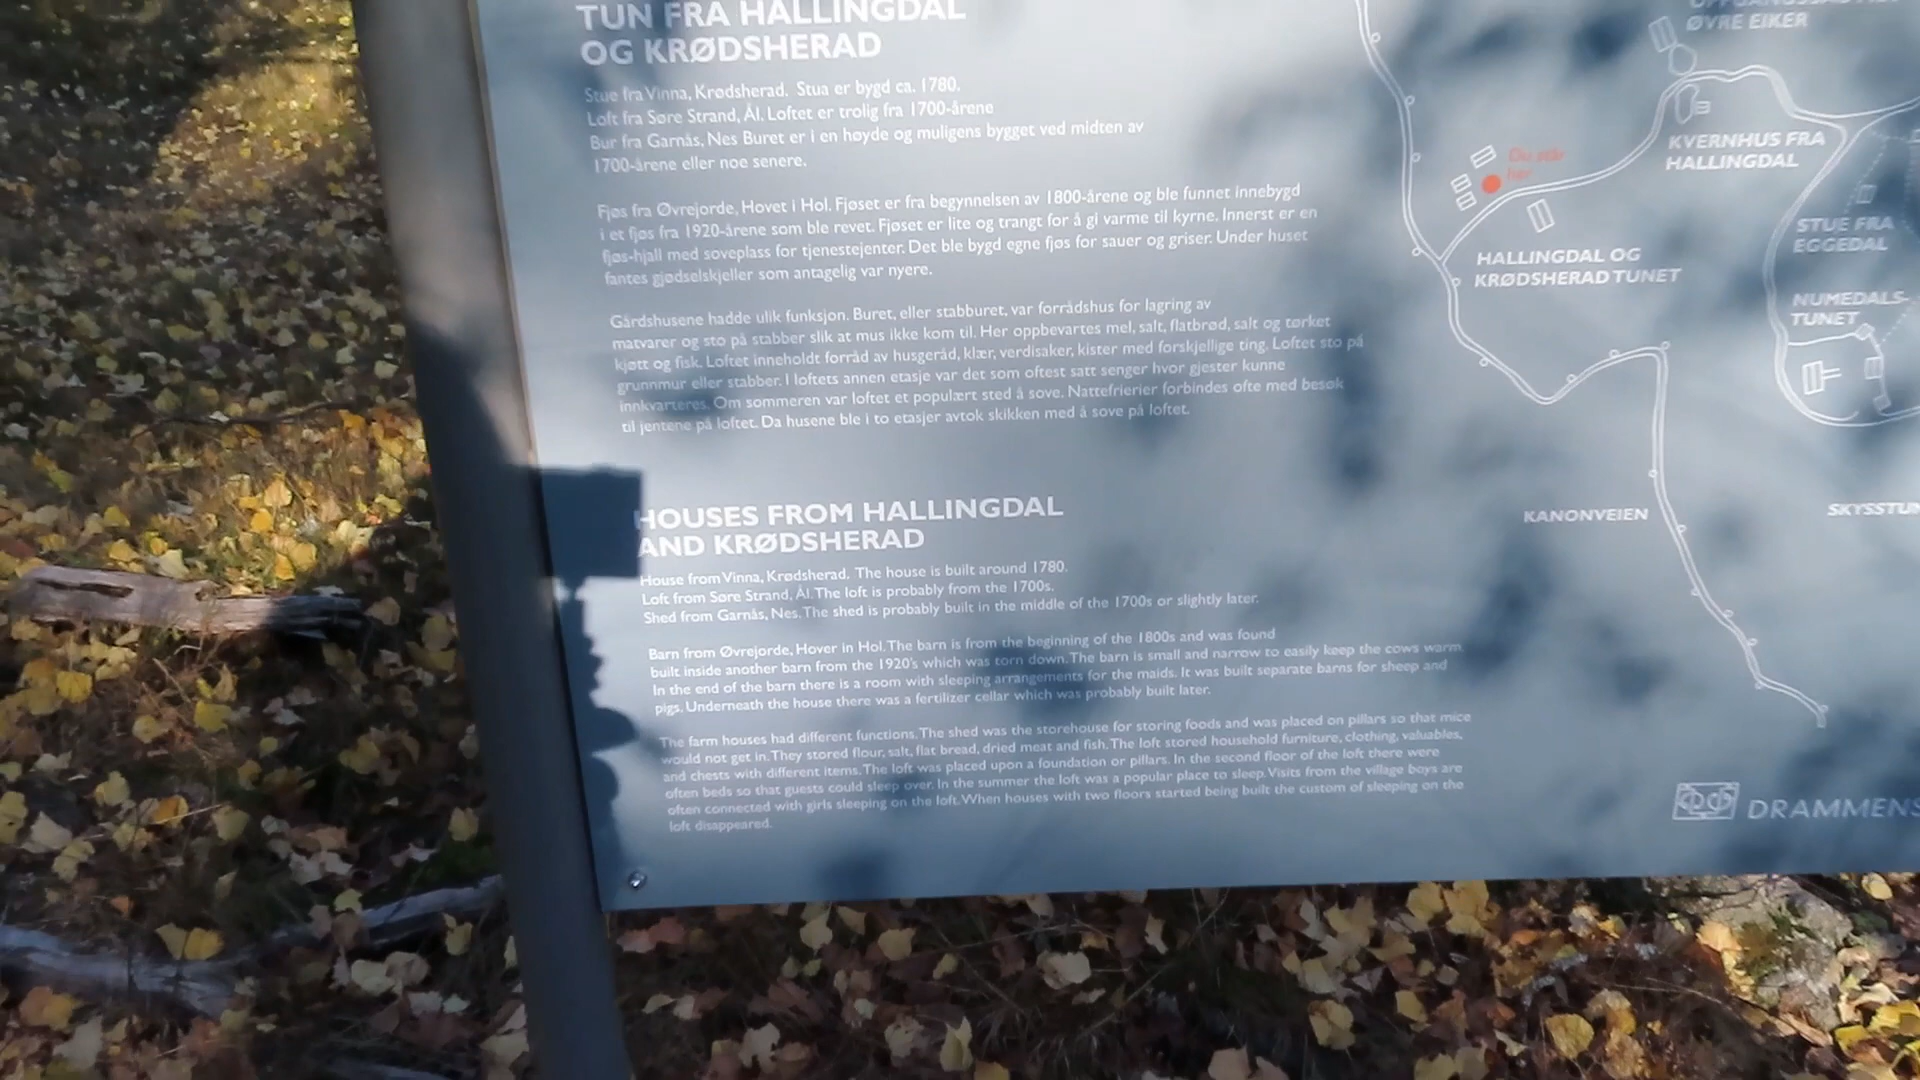 TUN FRA HALLINGDAL
OG KRØDSHERAD
Stue fra Vinna, Krødsherad. Stua er bygd ca. 1780.
Loft fra Søre Strand, Ål. Loftet er trolig fra 1700-årene
Bur fra Garnås, Nes Buret er i en høyde og muligens bygget ved midten av
1700-årene eller noe senere.
Fjøs fra Øvrejorde, Hovet i Hol. Fjøset er fra begynnelsen av 1800-årene og ble funnet innebygd
i et fjøs fra 1920-årene som ble revet. Fjøset er lite og trangt for å gi varme til kyrne. Innerst er en
fjøs-hjall med soveplass for tjenestejenter. Det ble bygd egne fjøs for sauer og griser. Under huset
fantes gjødselskjeller som antagelig var nyere.
Gårdshusene hadde ulik funksjon. Buret, eller stabburet, var forrådshus for lagring av
matvarer og sto på stabber slik at mus ikke kom til. Her oppbevartes mel, salt, flatbrød, salt og tørket
kjøtt og fisk. Loftet inneholdt forråd av husgeråd, klær, verdisaker, kister med forskjellige ting. Loftet sto på
grunnmur eller stabber. I loftets annen etasje var det som oftest satt senger hvor gjester kunne
innkvarteres. Om sommeren var loftet et populært sted å sove. Nattefrierier forbindes ofte med besøk
til jentene på loftet. Da husene ble i to etasjer avtok skikken med å sove på loftet.
HOUSES FROM HALLINGDAL
AND KRØDSHERAD
House from Vinna, Krødsherad. The house is built around 1780.
Loft from Søre Strand, Ål. The loft is probably from the 1700s.
Shed from Garnås, Nes. The shed is probably built in the middle of the 1700s or slightly later.
Barn from Øvrejorde, Hover in Hol. The barn is from the beginning of the 1800s and was found
built inside another barn from the 1920's which was torn down. The barn is small and narrow to easily keep the cows warm.
In the end of the barn there is a room with sleeping arrangements for the maids. It was built separate barns for sheep and
pigs. Underneath the house there was a fertilizer cellar which was probably built later.
The farm houses had different functions. The shed was the storehouse for storing foods and was placed on pillars so that mice
would not get in. They stored flour, salt, flat bread, dried meat and fish. The loft stored household furniture, clothing, valuables,
and chests with different items. The loft was placed upon a foundation or pillars. In the second floor of the loft there were
often beds so that guests could sleep over. In the summer the loft was a popular place to sleep. Visits from the village boys are
often connected with girls sleeping on the loft. When houses with two floors started being built the custom of sleeping on the
loft disappeared.
ØVRE EIKER
KVERNHUS FRA
HALLINGDAL
Du står
her
STUE FRA
EGGEDAL
HALLINGDAL OG
KRØDSHERAD TUNET
NUMEDALS-
TUNET
KANONVEIEN
SKYSSTUN
DRAMMENS